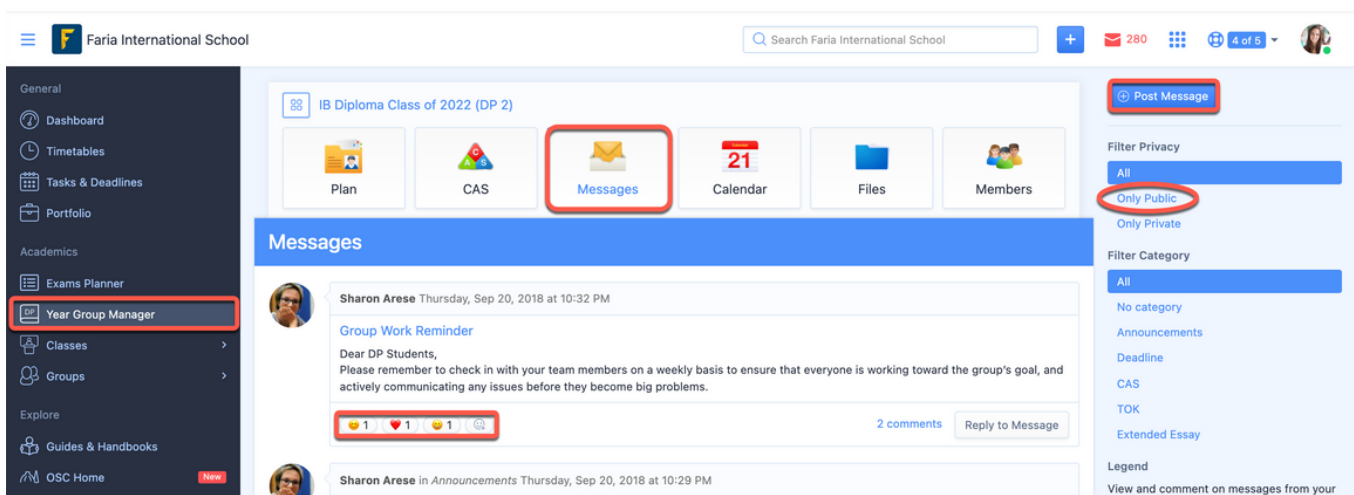 Faria International School
Search Faria International School
+
280
4 of 5
General
Dashboard
Timetables
Tasks & Deadlines
Portfolio
Academics
Exams Planner
DP Year Group Manager
Classes
Groups
Explore
Guides & Handbooks
OSC Home New
IB Diploma Class of 2022 (DP 2)
Plan
C A S
CAS
Messages
Calendar
21
Calendar
Files
Members
Messages
Sharon Arese Thursday, Sep 20, 2018 at 10:32 PM
Group Work Reminder
Dear DP Students,
Please remember to check in with your team members on a weekly basis to ensure that everyone is working toward the group's goal, and
actively communicating any issues before they become big problems.
😀 1 ❤️ 1 😀 1
2 comments Reply to Message
Sharon Arese in Announcements Thursday, Sep 20, 2018 at 10:29 PM
Post Message
Filter Privacy
All
Only Public
Only Private
Filter Category
All
No category
Announcements
Deadline
CAS
TOK
Extended Essay
Legend
View and comment on messages from your